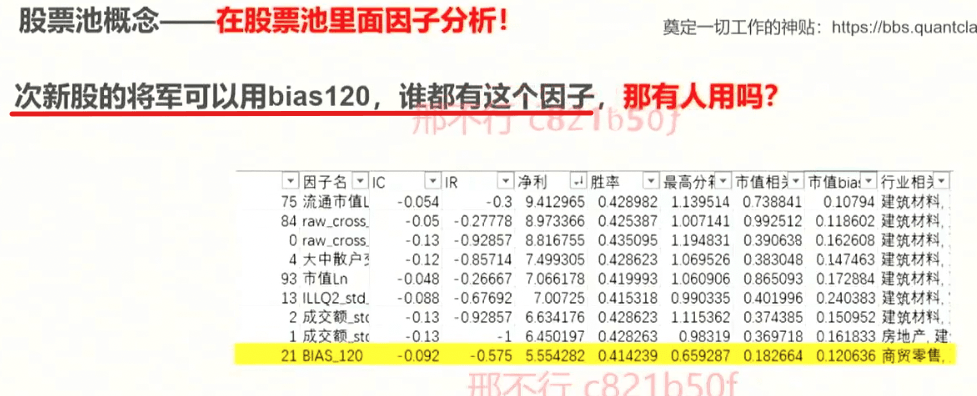 股票池概念——在股票池里面因子分析!
奠定一切工作的神贴：https://bbs.quantcla
次新股的将军可以用bias120，谁都有这个因子，那有人用吗?
邢不行 c821b50f
因子名 IC IR 净利 胜率 最高分箱 市值相关 市值bias 行业相关
75 流通市值L -0.054 -0.3 9.412965 0.428982 1.139514 0.738841 0.10794 建筑材料,
84 raw_cross_ -0.05 -0.27778 8.973366 0.425387 1.007141 0.992512 0.118602 建筑材料,
0 raw_cross_ -0.13 -0.92857 8.816755 0.435095 1.194831 0.390638 0.162608 建筑材料,
4 大中散户交 -0.12 -0.85714 7.499305 0.428623 1.069526 0.383048 0.147463 建筑材料,
93 市值Ln -0.048 -0.26667 7.066178 0.419993 1.060906 0.865093 0.172884 建筑材料,
13 ILLQ2_std_ -0.088 -0.67692 7.00725 0.415318 0.990335 0.401996 0.240383 建筑材料,
2 成交额_std -0.13 -0.92857 6.634176 0.428623 1.115362 0.374385 0.150952 建筑材料,
1 成交额_std -0.13 -1 6.450197 0.428263 0.98319 0.369718 0.161833 房地产, 建
21 BIAS_120 -0.092 -0.575 5.554282 0.414239 0.659287 0.182664 0.120636 商贸零售,
邢不行 c821b50f